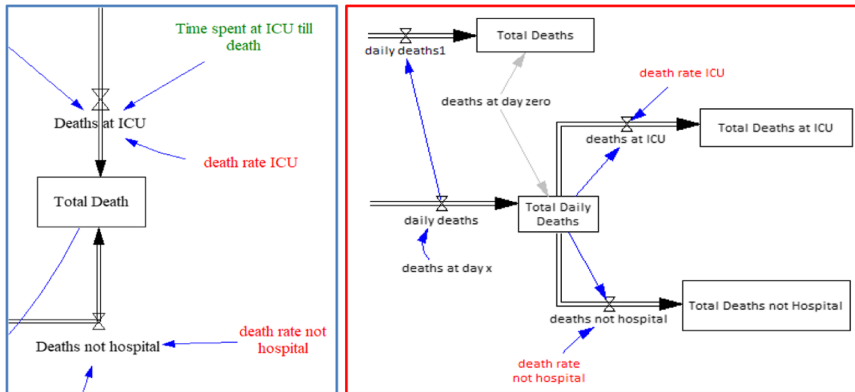 Time spent at ICU till
death
Deaths at ICU
death rate ICU
Total Death
Deaths not hospital
death rate not
hospital
daily deaths1
Total Deaths
deaths at day zero
death rate ICU
deaths at ICU
Total Deaths at ICU
daily deaths
Total Daily
Deaths
deaths at day x
deaths not hospital
Total Deaths not Hospital
death rate
not hospital